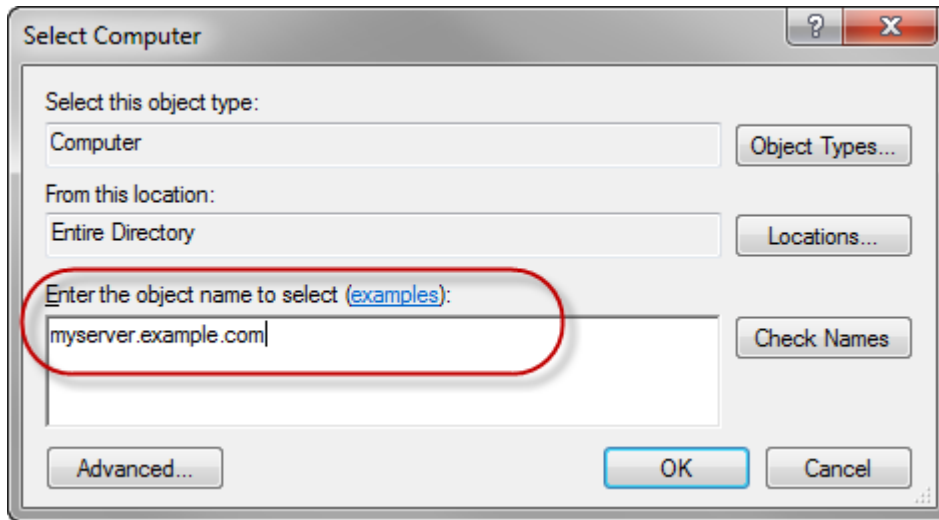 Select Computer
?
Select this object type:
Computer
Object Types...
From this location:
Entire Directory
Locations...
Enter the object name to select (examples):
myserver.example.com
Check Names
Advanced...
OK
Cancel